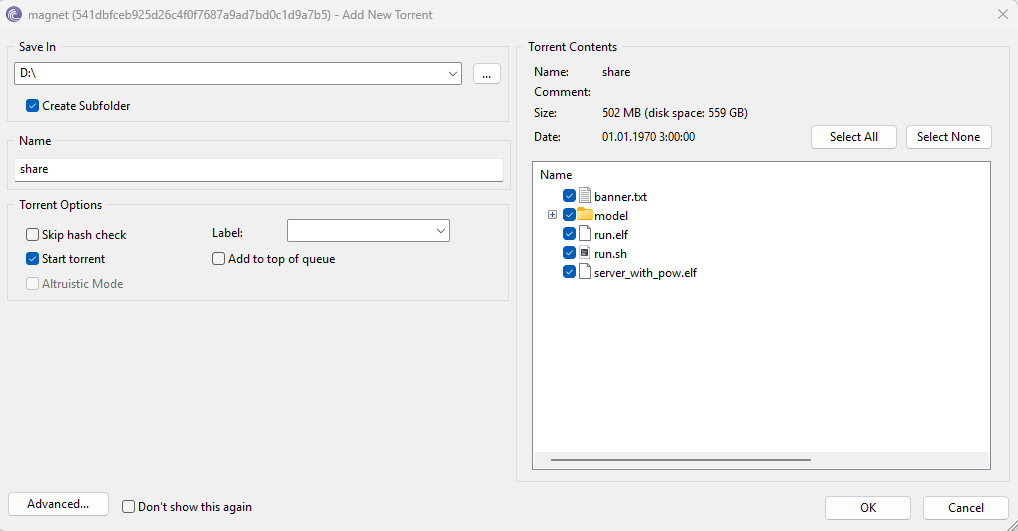 magnet (541dbfceb925d26c4f0f7687a9ad7bd0c1d9a7b5) - Add New Torrent
Save In
D:\
...
Create Subfolder
Name
share
Torrent Options
Skip hash check
Label:
Start torrent
Add to top of queue
Altruistic Mode
Torrent Contents
Name: share
Comment:
Size: 502 MB (disk space: 559 GB)
Date: 01.01.1970 3:00:00
Select All
Select None
Name
banner.txt
model
run.elf
run.sh
server_with_pow.elf
Advanced...
Don't show this again
OK
Cancel